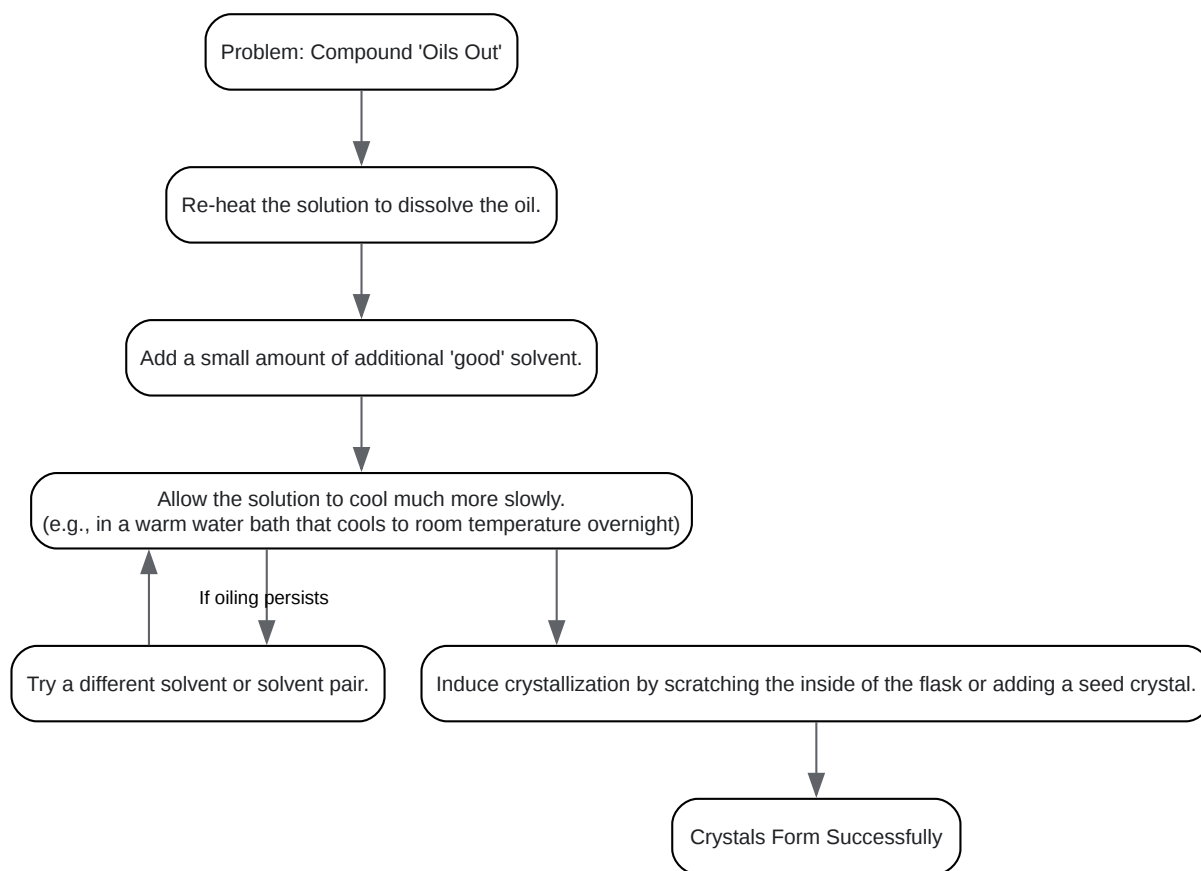 Problem: Compound 'Oils Out'
Re-heat the solution to dissolve the oil.
Add a small amount of additional 'good' solvent.
Allow the solution to cool much more slowly.
(e.g., in a warm water bath that cools to room temperature overnight)
If oiling persists
Try a different solvent or solvent pair.
Induce crystallization by scratching the inside of the flask or adding a seed crystal.
Crystals Form Successfully